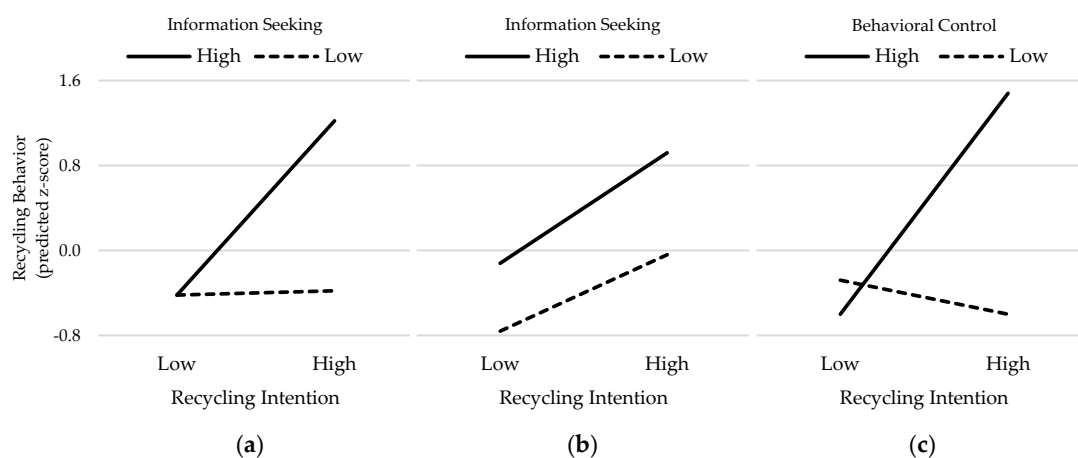 Information Seeking
High Low
Information Seeking
High Low
Behavioral Control
High Low
Recycling Behavior
(predicted z-score)
1.6
0.8
0.0
-0.8
Low High
Recycling Intention
(a)
Low High
Recycling Intention
(b)
Low High
Recycling Intention
(c)